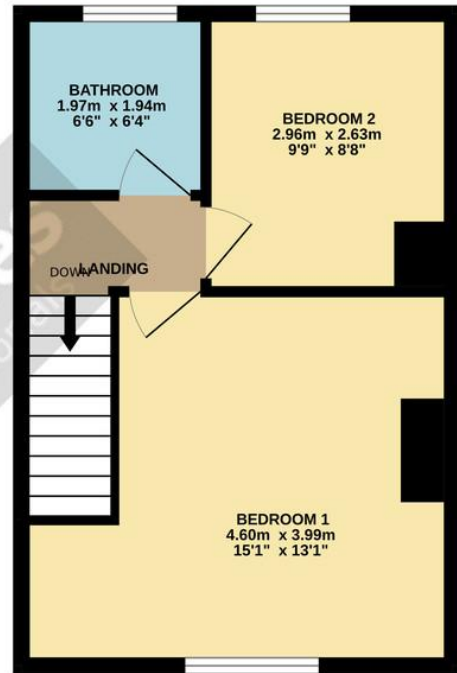 BATHROOM
1.97m x 1.94m
6'6" x 6'4"
BEDROOM 2
2.96m x 2.63m
9'9" x 8'8"
DOWN
LANDING
BEDROOM 1
4.60m x 3.99m
15'1" x 13'1"